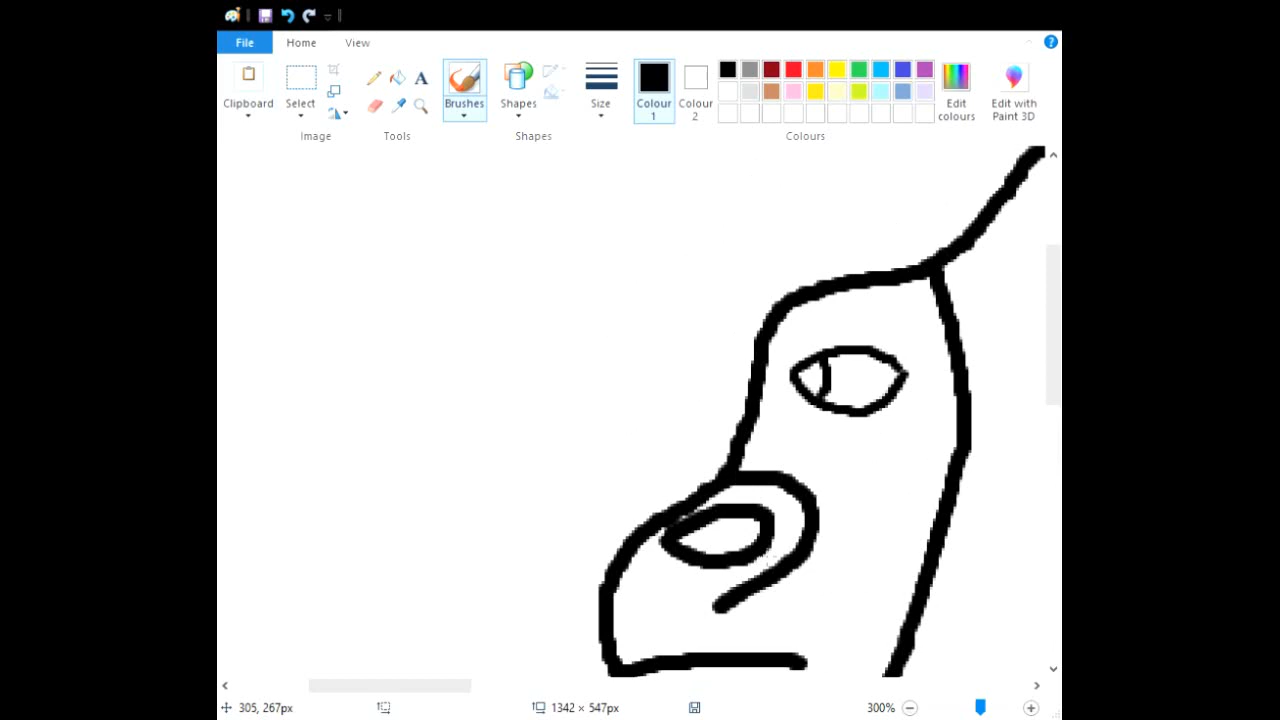 File Home View
Clipboard Select Brushes Shapes Size Colour 1 Colour 2 Edit colours Edit with Paint 3D
Image Tools Shapes Colours
305, 267px 1342 × 547px 300%